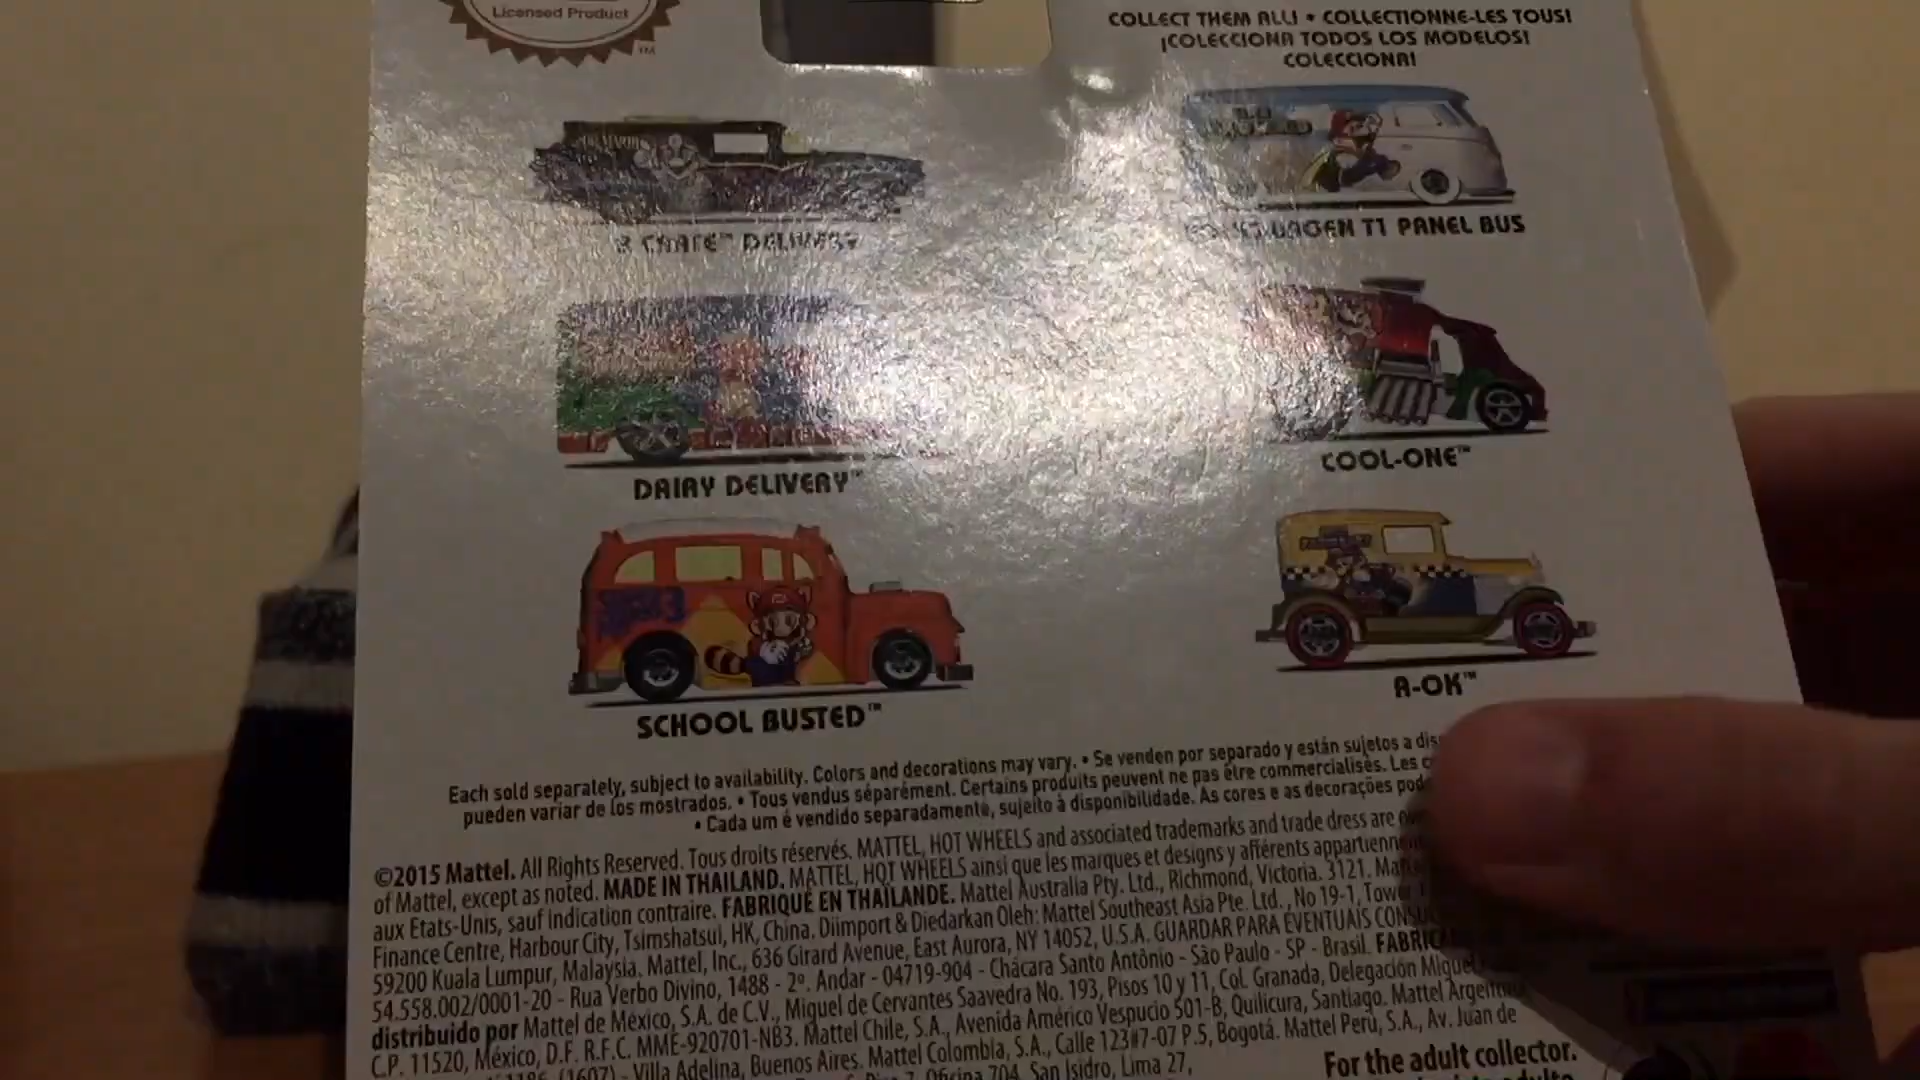 Licensed Product
TM
COLLECT THEM ALL! • COLLECTIONNE-LES TOUS!
¡COLECCIONA TODOS LOS MODELOS!
COLECCIONA!
DELIVERY
T1 PANEL BUS
DAIRY DELIVERY™
COOL-ONE™
3
SCHOOL BUSTED™
A-OK™
Each sold separately, subject to availability. Colors and decorations may vary. • Se venden por separado y están sujetos a
pueden variar de los mostrados. • Tous vendus séparément. Certains produits peuvent ne pas être commercialisés. Les
• Cada um é vendido separadamente, sujeito à disponibilidade. As cores e as decorações
©2015 Mattel. All Rights Reserved. Tous droits réservés. MATTEL, HOT WHEELS and associated trademarks and trade dress are
of Mattel, except as noted. MADE IN THAILAND. MATTEL, HOT WHEELS ainsi que les marques et designs y afférents
aux Etats-Unis, sauf indication contraire. FABRIQUÉ EN THAÏLANDE. Mattel Australia Pty. Ltd., Richmond, Victoria. 3121.
Finance Centre, Harbour City, Tsimshatsui, HK, China. Diimport & Diedarkan Oleh: Mattel Southeast Asia Pte. Ltd., No 19-1, Tower
59200 Kuala Lumpur, Malaysia. Mattel, Inc., 636 Girard Avenue, East Aurora, NY 14052, U.S.A. GUARDAR PARA EVENTUAIS
54.558.002/0001-20 - Rua Verbo Divino, 1488 - 2º. Andar - 04719-904 - Chácara Santo Antônio - São Paulo - SP - Brasil.
distribuido por Mattel de México, S.A. de C.V., Miguel de Cervantes Saavedra No. 193, Pisos 10 y 11, Col. Granada, Delegación Miguel
C.P. 11520, México, D.F. R.F.C. MME-920701-NB3. Mattel Chile, S.A., Avenida Américo Vespucio 501-B, Quilicura, Santiago. Mattel Argentina,
(1607) - Villa Adelina, Buenos Aires. Mattel Colombia, S.A., Calle 123#7-07 P.5, Bogotá. Mattel Perú, S.A., Av. Juan de
Oficina 704, San Isidro, Lima 27,
For the adult collector.